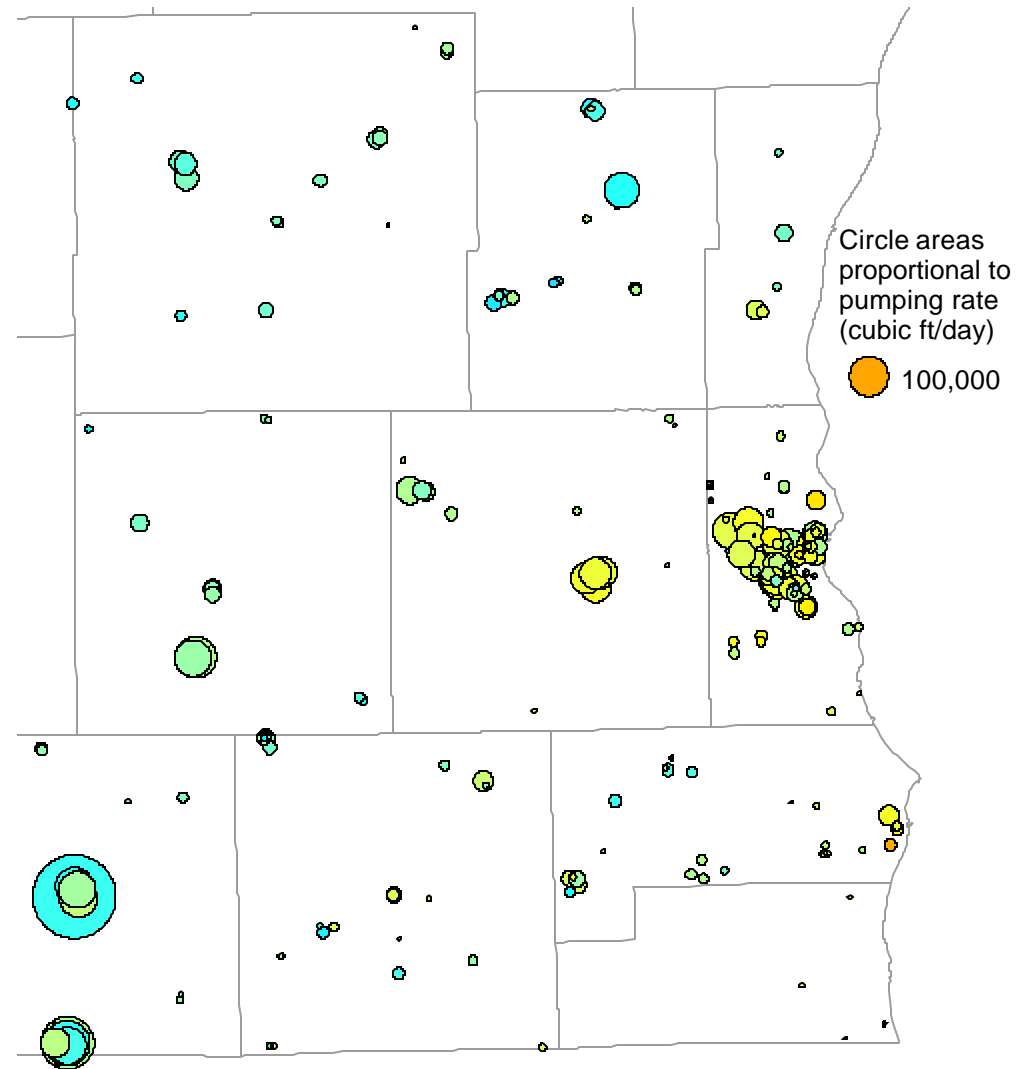 Circle areas
proportional to
pumping rate
(cubic ft/day)
100,000